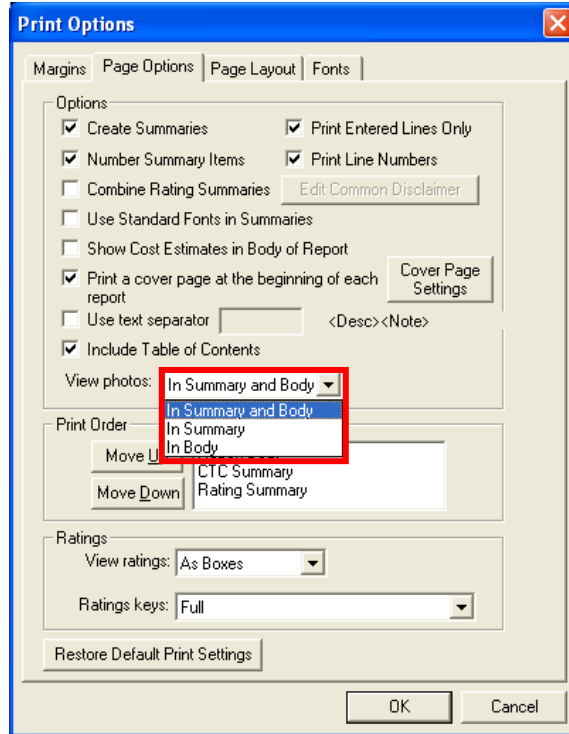 Print Options
Margins Page Options Page Layout Fonts
Options
Create Summaries Print Entered Lines Only
Number Summary Items Print Line Numbers
Combine Rating Summaries Edit Common Disclaimer
Use Standard Fonts in Summaries
Show Cost Estimates in Body of Report
Print a cover page at the beginning of each
report
Cover Page
Settings
Use text separator <Desc><Note>
Include Table of Contents
View photos: In Summary and Body
In Summary and Body
In Summary
In Body
Print Order
Move U
CTC Summary
Move Down Rating Summary
Ratings
View ratings: As Boxes
Ratings keys: Full
Restore Default Print Settings
OK Cancel